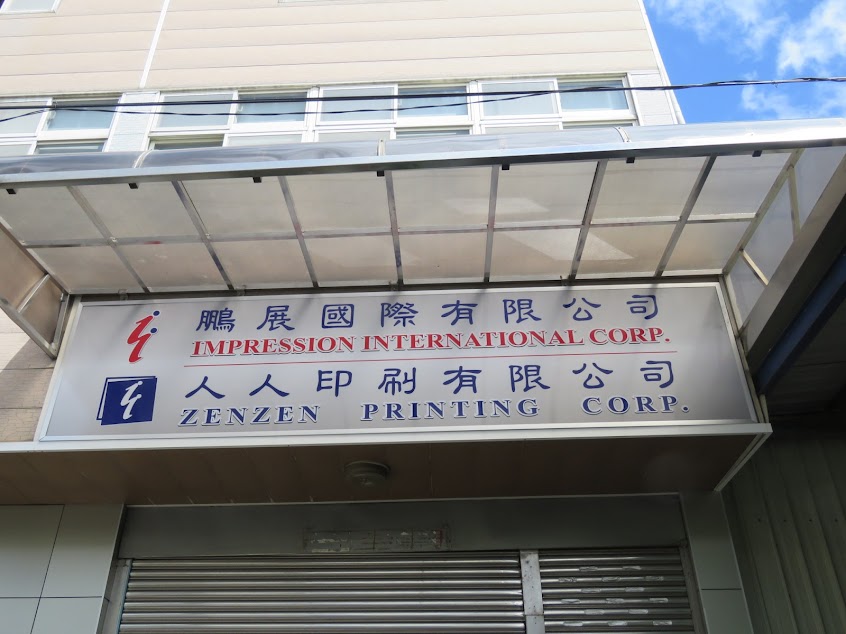 鵬展國際有限公司
IMPRESSION INTERNATIONAL CORP.
人人印刷有限公司
ZENZEN PRINTING CORP.